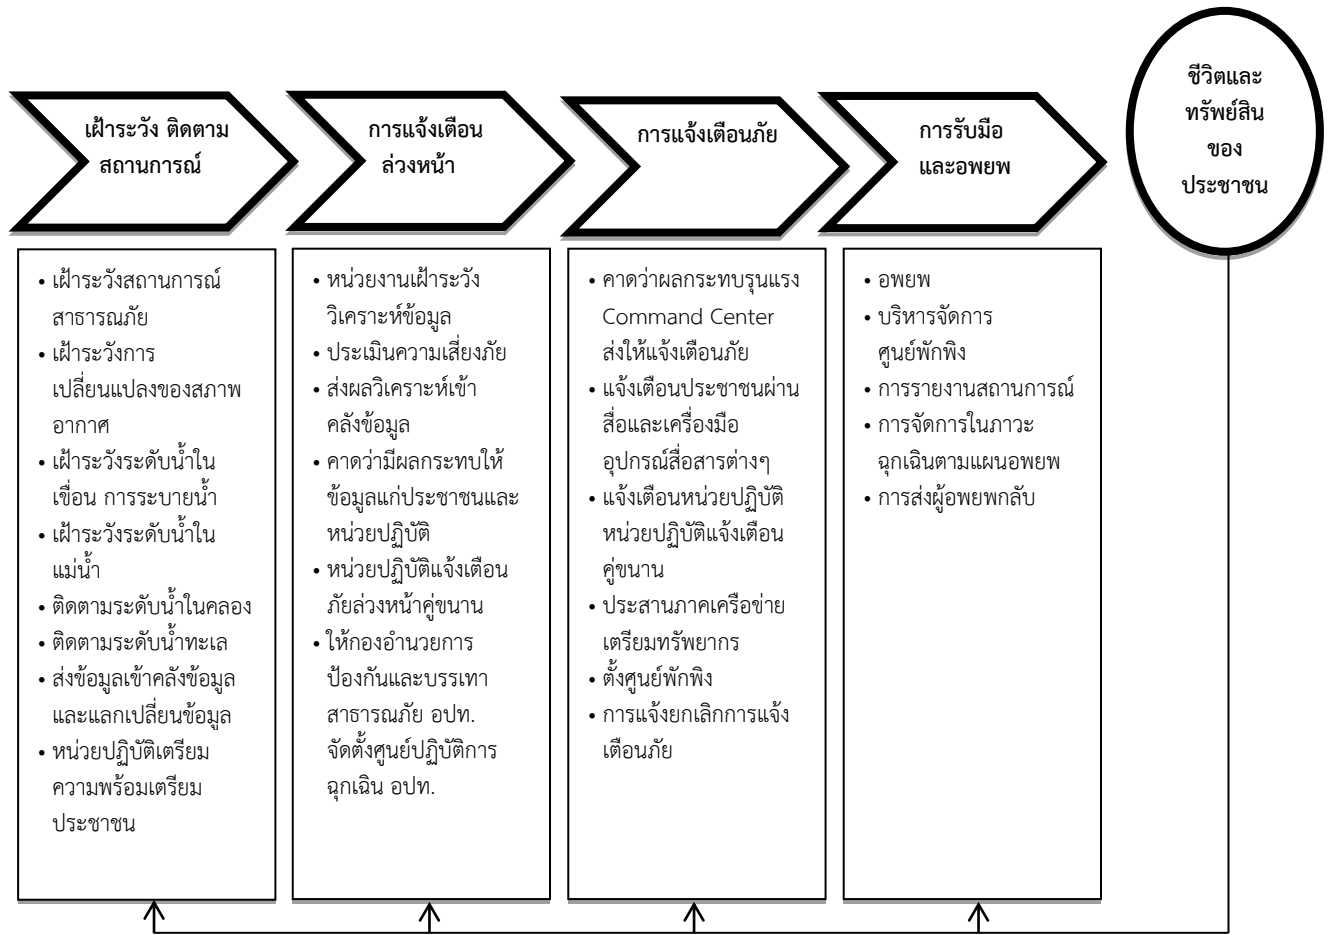 เฝ้าระวัง ติดตาม
สถานการณ์
การแจ้งเตือน
ล่วงหน้า
การแจ้งเตือนภัย
การรับมือ
และอพยพ
ชีวิตและ
ทรัพย์สิน
ของ
ประชาชน
• เฝ้าระวังสถานการณ์
สาธารณภัย
• เฝ้าระวังการ
เปลี่ยนแปลงของสภาพ
อากาศ
• เฝ้าระวังระดับน้ำใน
เขื่อน การระบายน้ำ
• เฝ้าระวังระดับน้ำใน
แม่น้ำ
• ติดตามระดับน้ำในคลอง
• ติดตามระดับน้ำทะเล
• ส่งข้อมูลเข้าคลังข้อมูล
และแลกเปลี่ยนข้อมูล
• หน่วยปฏิบัติเตรียม
ความพร้อมเตรียม
ประชาชน
• หน่วยงานเฝ้าระวัง
วิเคราะห์ข้อมูล
• ประเมินความเสี่ยงภัย
• ส่งผลวิเคราะห์เข้า
คลังข้อมูล
• คาดว่ามีผลกระทบให้
ข้อมูลแก่ประชาชนและ
หน่วยปฏิบัติ
• หน่วยปฏิบัติแจ้งเตือน
ภัยล่วงหน้าคู่ขนาน
• ให้กองอำนวยการ
ป้องกันและบรรเทา
สาธารณภัย อปท.
จัดตั้งศูนย์ปฏิบัติการ
ฉุกเฉิน อปท.
• คาดว่าผลกระทบรุนแรง
Command Center
ส่งให้แจ้งเตือนภัย
• แจ้งเตือนประชาชนผ่าน
สื่อและเครื่องมือ
อุปกรณ์สื่อสารต่างๆ
• แจ้งเตือนหน่วยปฏิบัติ
หน่วยปฏิบัติแจ้งเตือน
คู่ขนาน
• ประสานภาคเครือข่าย
เตรียมทรัพยากร
• ตั้งศูนย์พักพิง
• การแจ้งยกเลิกการแจ้ง
เตือนภัย
• อพยพ
• บริหารจัดการ
ศูนย์พักพิง
• การรายงานสถานการณ์
• การจัดการในภาวะ
ฉุกเฉินตามแผนอพยพ
• การส่งผู้อพยพกลับ